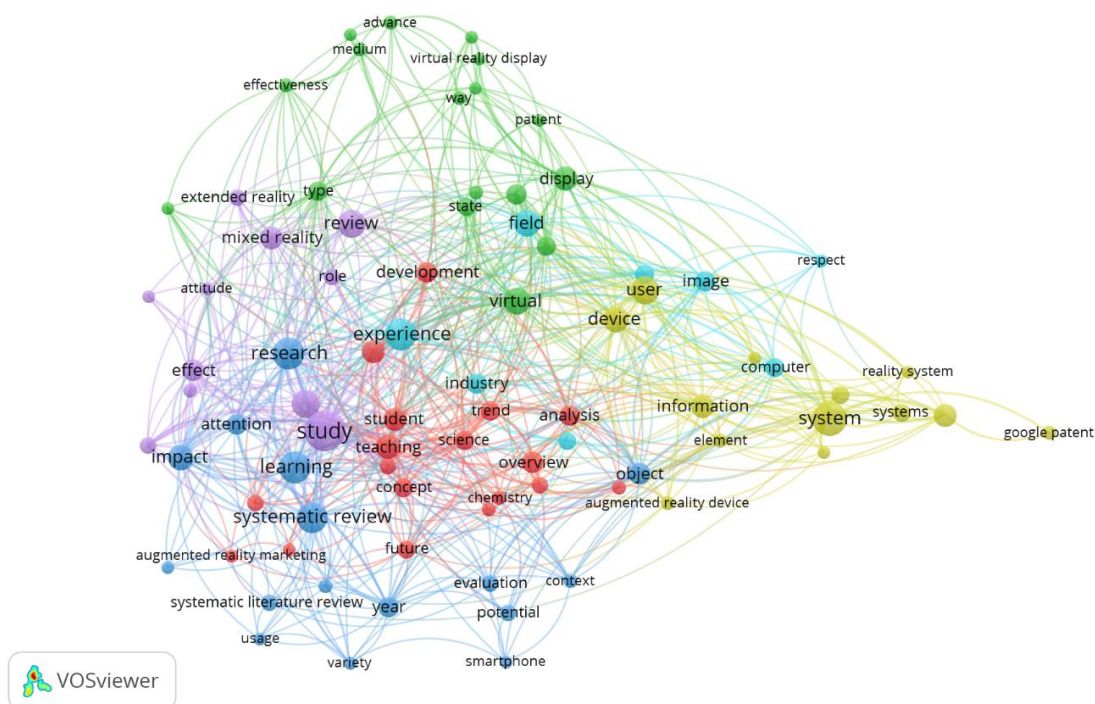 advance
medium
virtual reality display
effectiveness
way
patient
display
type
extended reality
state
field
review
mixed reality
respect
development
role
image
user
attitude
virtual
device
experience
research
computer
effect
reality system
industry
information
trend
analysis
systems
student
system
attention
study
google patent
science
element
teaching
impact
overview
learning
object
concept
chemistry
augmented reality device
systematic review
future
augmented reality marketing
evaluation
context
systematic literature review
year
potential
usage
variety
smartphone
VOSviewer